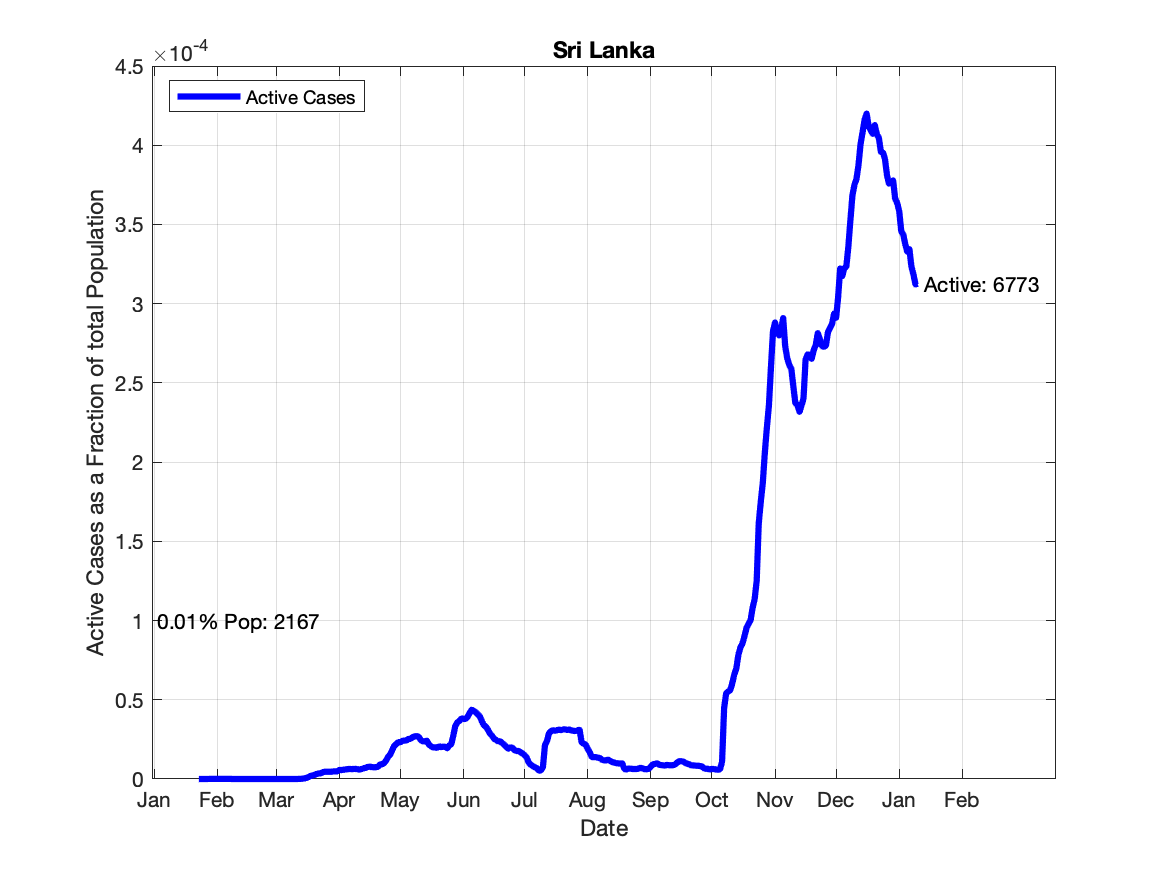 Sri Lanka
×10-4
Active Cases
4.5
4
3.5
3
2.5
2
1.5
1
0.5
0
Active Cases as a Fraction of total Population
0.01% Pop: 2167
Active: 6773
Jan Feb Mar Apr May Jun Jul Aug Sep Oct Nov Dec Jan Feb
Date